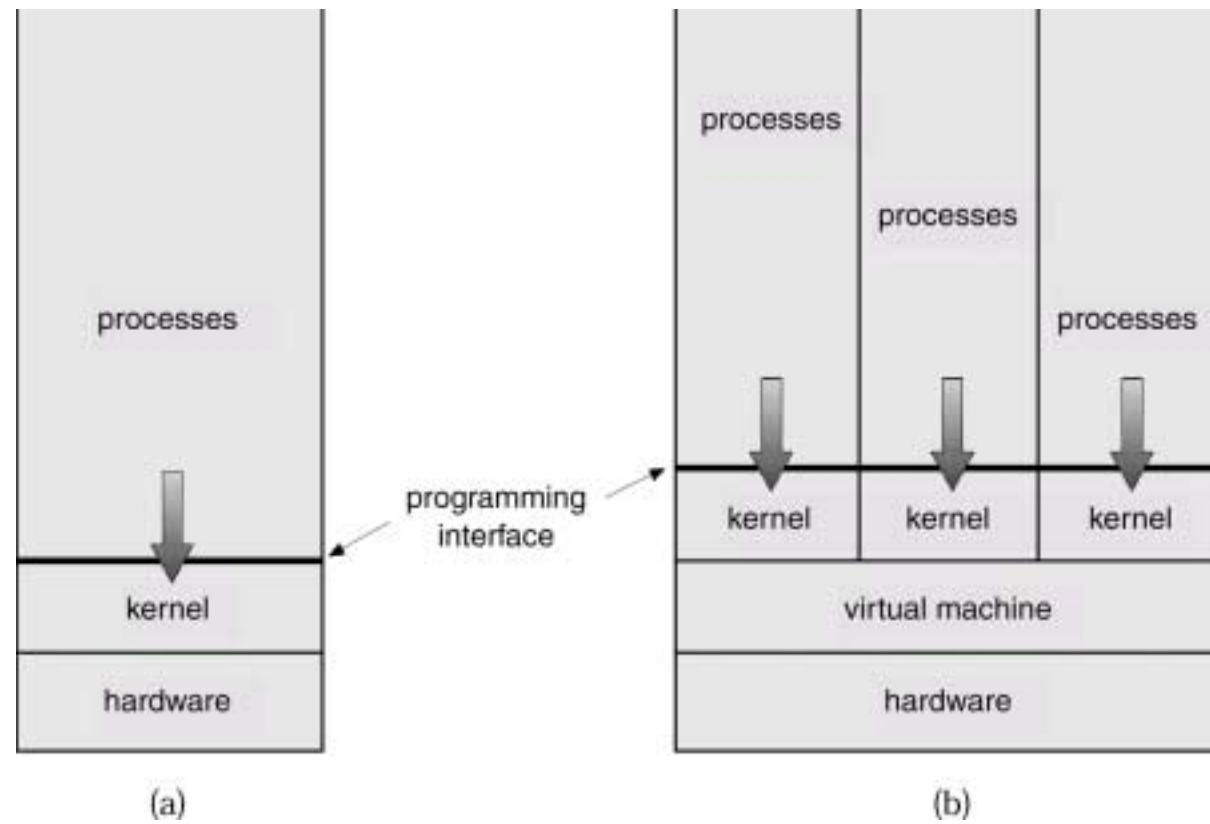 processes
kernel
hardware
(a)
programming
interface
processes
processes
processes
kernel
kernel
kernel
virtual machine
hardware
(b)